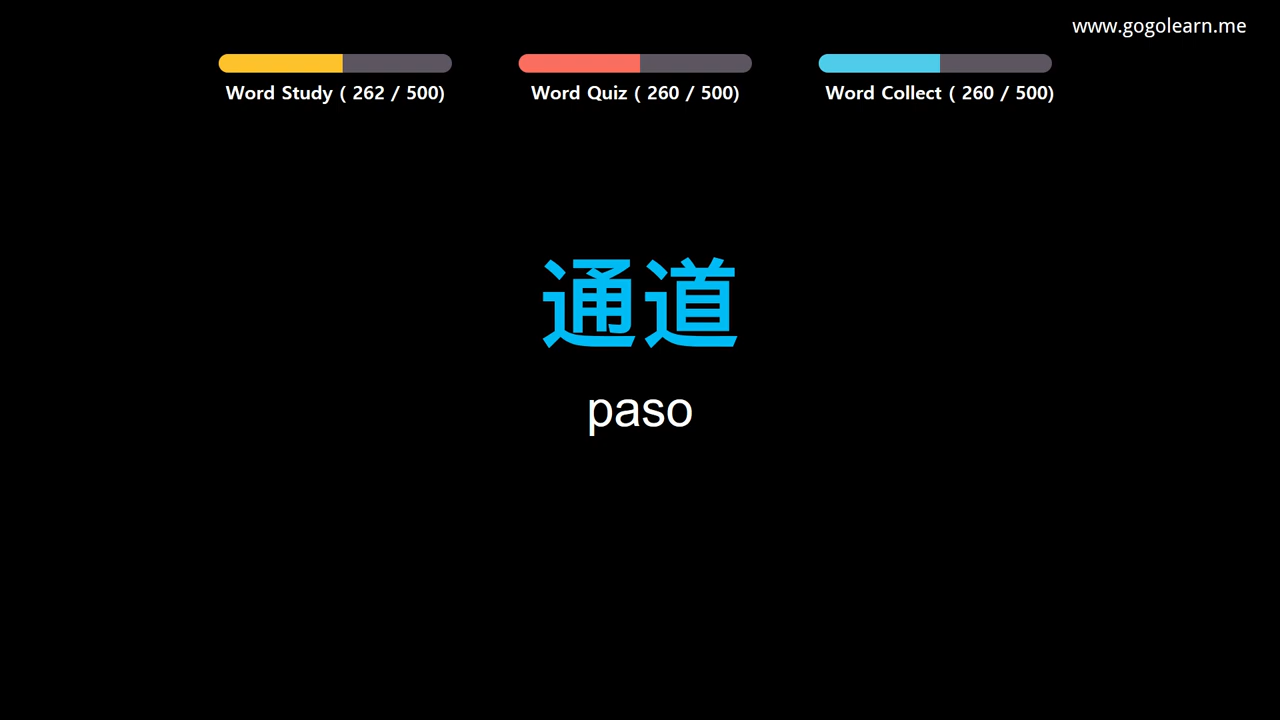 www.gogolearn.me
Word Study ( 262 / 500)
Word Quiz ( 260 / 500)
Word Collect ( 260 / 500)
通道
paso